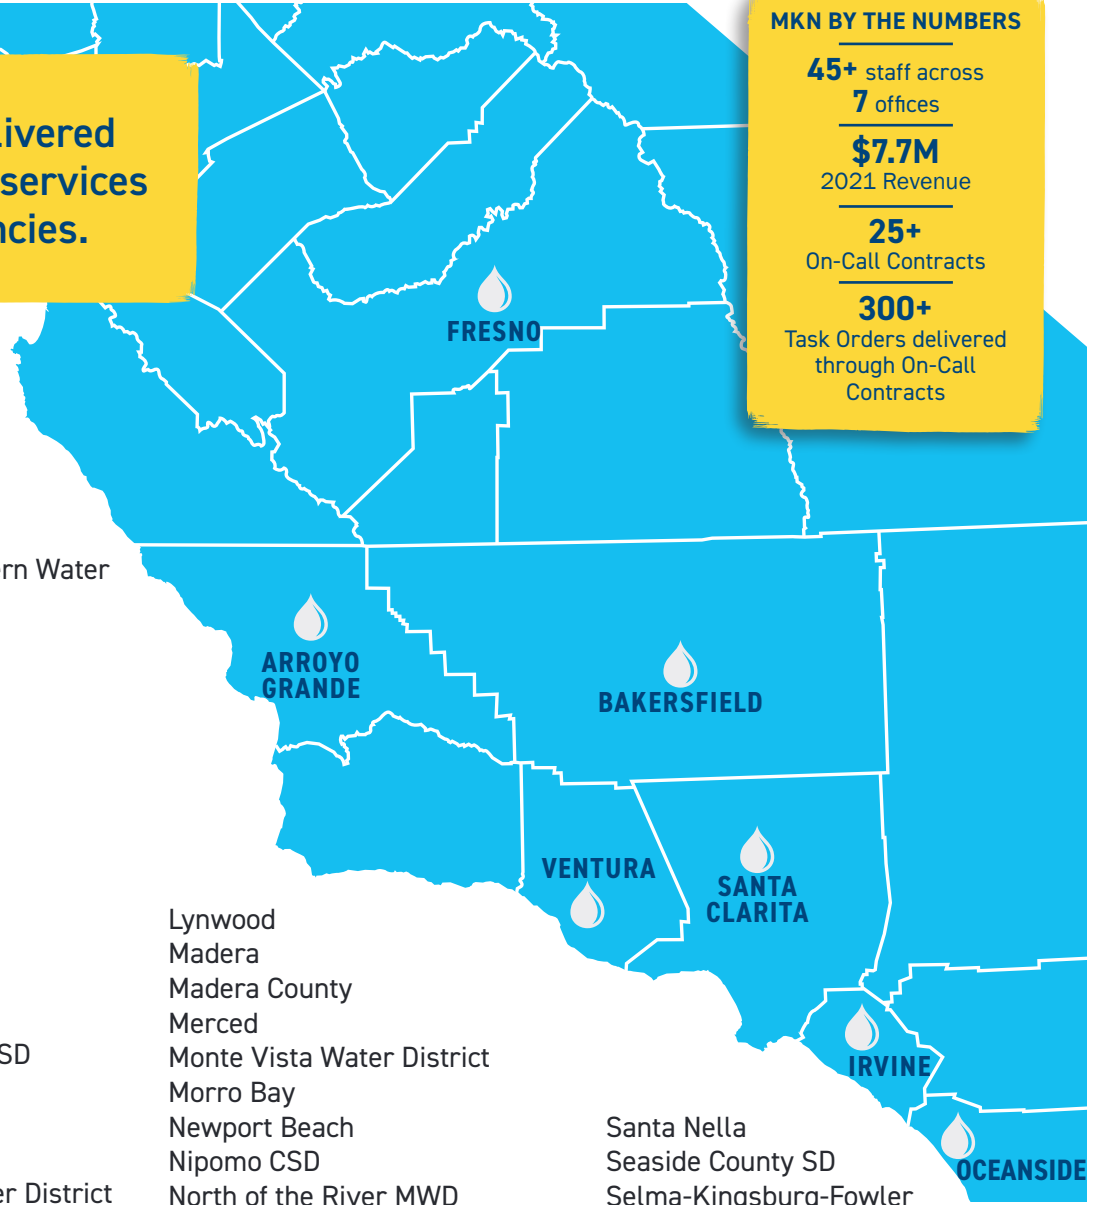 MKN BY THE NUMBERS
45+ staff across
7 offices
$7.7M
2021 Revenue
25+
On-Call Contracts
300+
Task Orders delivered
through On-Call
Contracts
livered
services
ncies.
FRESNO
ern Water
ARROYO
GRANDE
BAKERSFIELD
VENTURA
SANTA
CLARITA
IRVINE
OCEANSIDE
SD
er District
Lynwood
Madera
Madera County
Merced
Monte Vista Water District
Morro Bay
Newport Beach
Nipomo CSD
North of the River MWD
Santa Nella
Seaside County SD
Selma-Kingsburg-Fowler